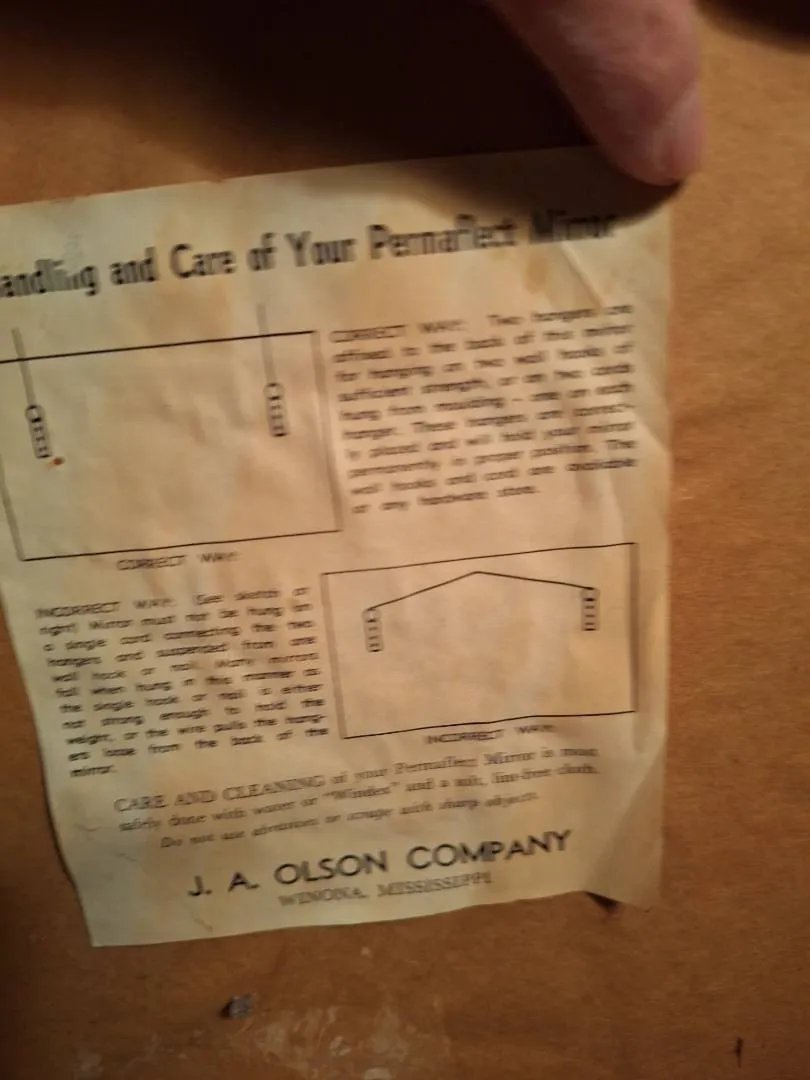 andling and Care of Your Permaflect Mirror
CORRECT WAY: Two hangers are
affixed to the back of this mirror
for hanging on two wall hooks of
sufficient strength, or on two cords
hung from moulding – one on each
hanger. These hangers are correct-
ly placed and will hold your mirror
permanently in proper position. The
wall hooks and cord are available
at any hardware store.
CORRECT WAY:
INCORRECT WAY: (See sketch at
right) Mirror must not be hung on
a single cord connecting the two
hangers and suspended from one
wall hook or nail. Many mirrors
fall when hung in this manner as
the single hook or nail is either
not strong enough to hold the
weight, or the wire pulls the hang-
ers loose from the back of the
mirror.
INCORRECT WAY:
CARE AND CLEANING of your Permaflect Mirror is most
safely done with water or "Windex" and a soft, lint-free cloth.
Do not use abrasives or scrape with sharp objects.
J. A. OLSON COMPANY
WINONA, MISSISSIPPI